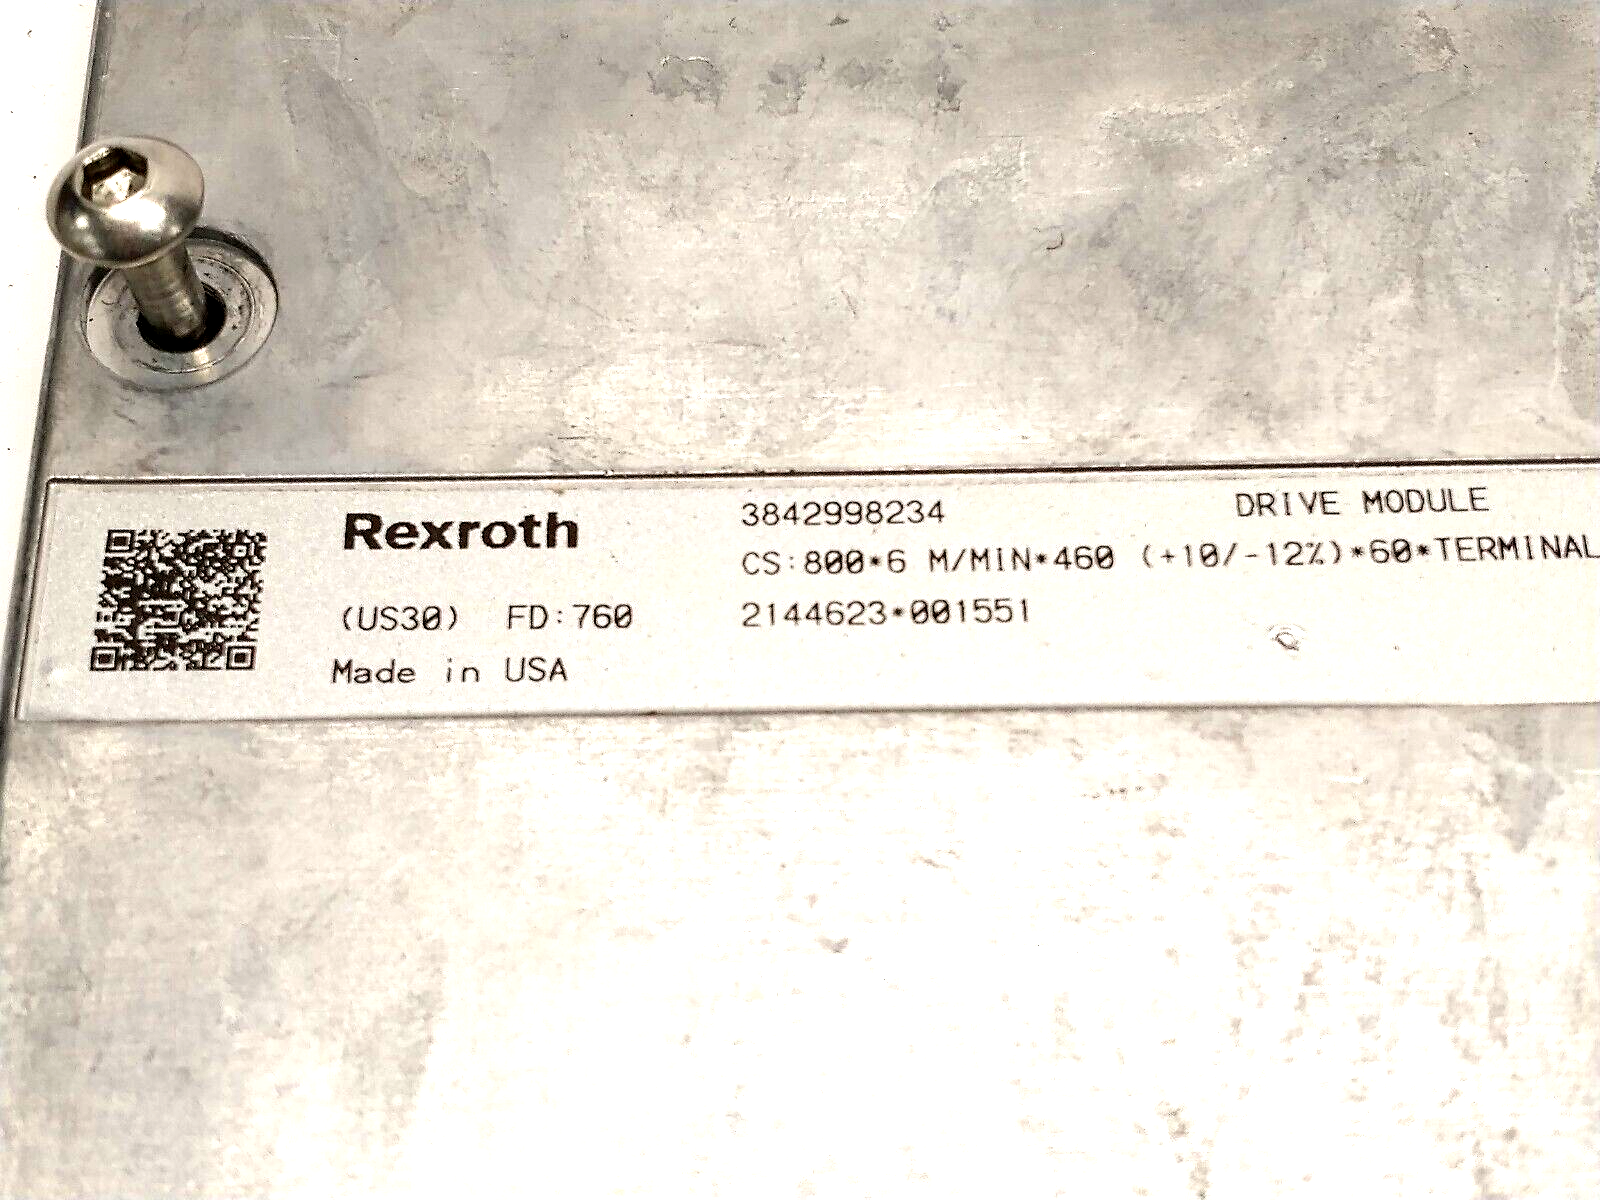 Rexroth
3842998234 DRIVE MODULE
CS:800*6 M/MIN*460 (+10/-12%)*60*TERMINAL
(US30) FD:760 2144623*001551
Made in USA